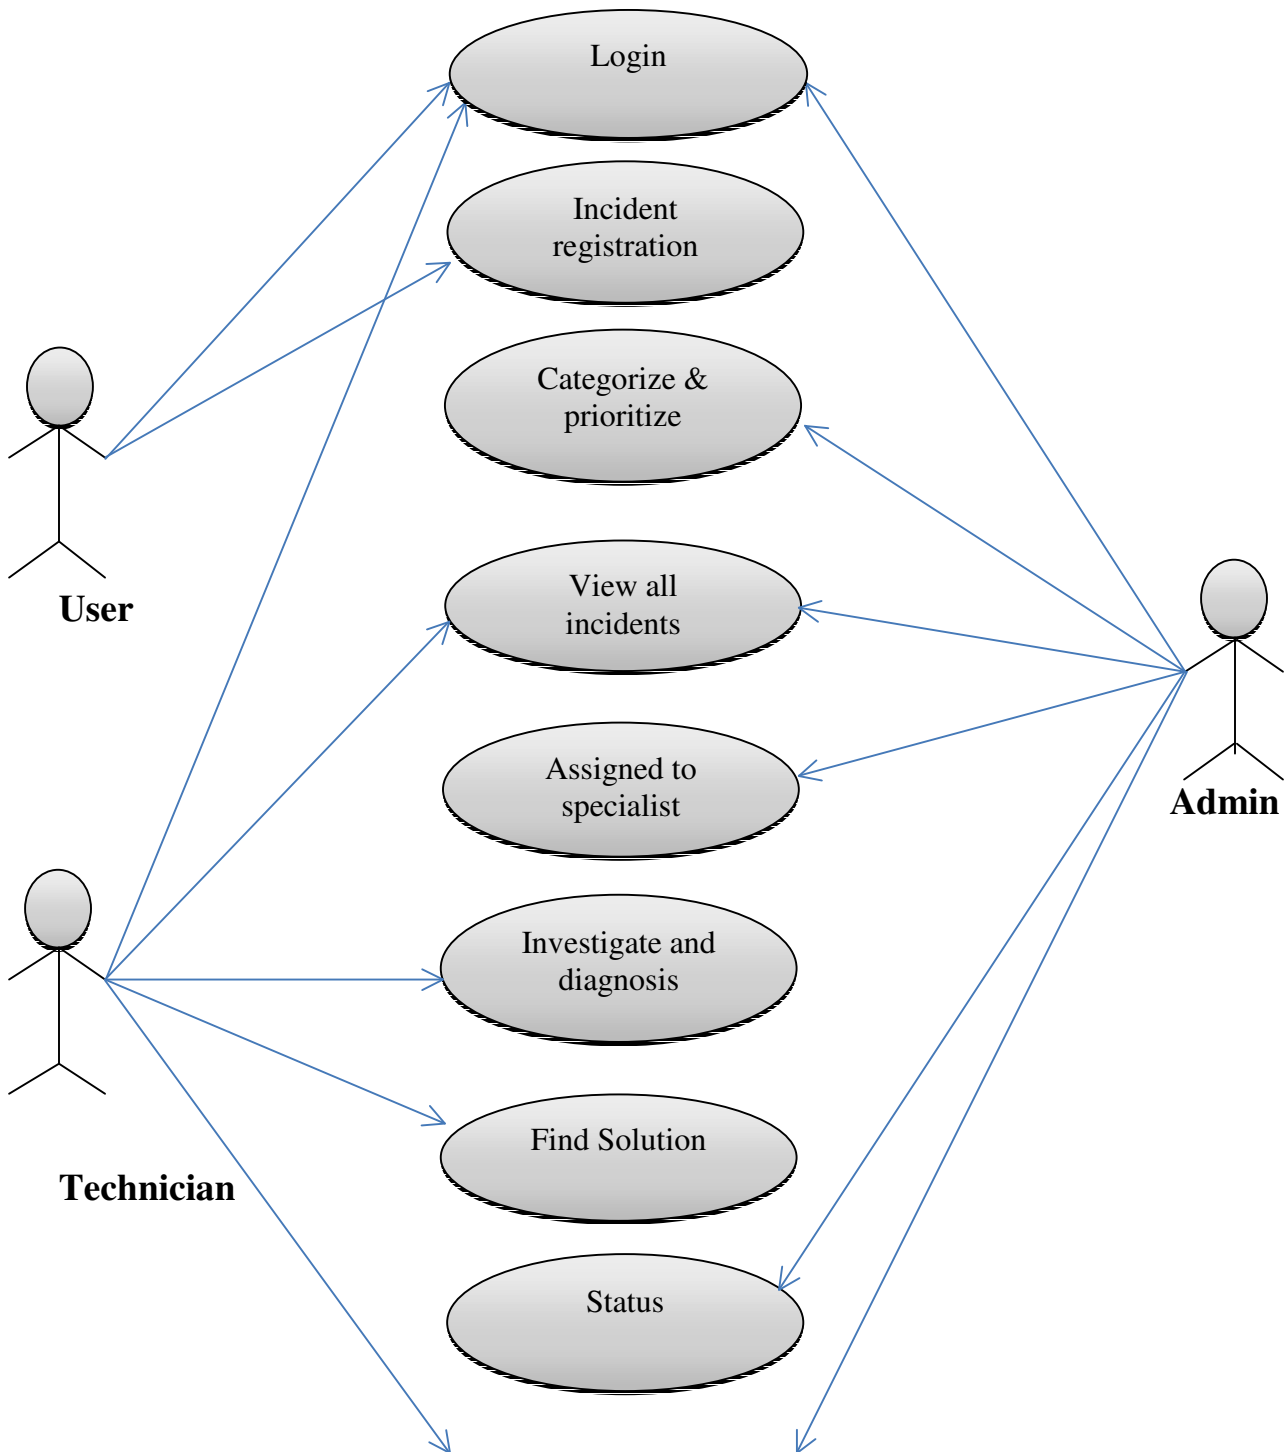 Login
Incident
registration
Categorize &
prioritize
View all
incidents
User
Assigned to
specialist
Admin
Investigate and
diagnosis
Find Solution
Technician
Status